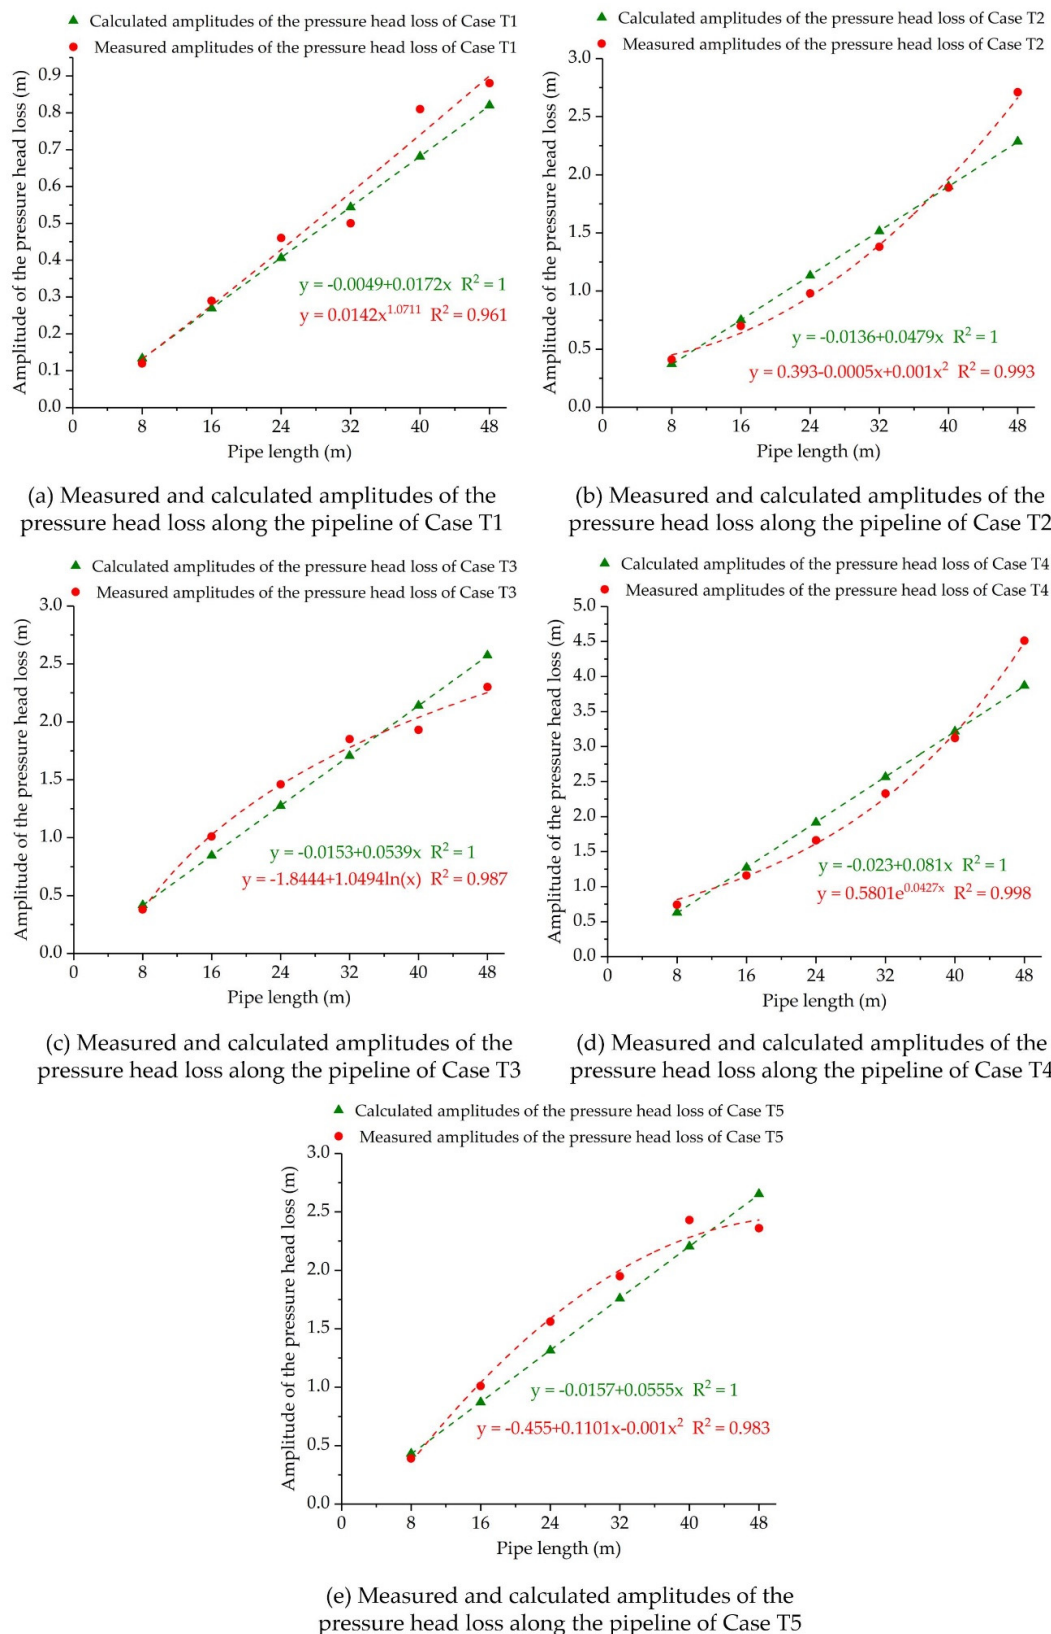 Calculated amplitudes of the pressure head loss of Case T1
Measured amplitudes of the pressure head loss of Case T1
Amplitude of the pressure head loss (m)
0.9
0.8
0.7
0.6
0.5
0.4
0.3
0.2
0.1
0.0
y = -0.0049+0.0172x R² = 1
y = 0.0142x^1.0711 R² = 0.961
0 8 16 24 32 40 48
Pipe length (m)
(a) Measured and calculated amplitudes of the
pressure head loss along the pipeline of Case T1
Calculated amplitudes of the pressure head loss of Case T2
Measured amplitudes of the pressure head loss of Case T2
Amplitude of the pressure head loss (m)
3.0
2.5
2.0
1.5
1.0
0.5
0.0
y = -0.0136+0.0479x R² = 1
y = 0.393-0.0005x+0.001x² R² = 0.993
0 8 16 24 32 40 48
Pipe length (m)
(b) Measured and calculated amplitudes of the
pressure head loss along the pipeline of Case T2
Calculated amplitudes of the pressure head loss of Case T3
Measured amplitudes of the pressure head loss of Case T3
Amplitude of the pressure head loss (m)
3.0
2.5
2.0
1.5
1.0
0.5
0.0
y = -0.0153+0.0539x R² = 1
y = -1.8444+1.0494ln(x) R² = 0.987
0 8 16 24 32 40 48
Pipe length (m)
(c) Measured and calculated amplitudes of the
pressure head loss along the pipeline of Case T3
Calculated amplitudes of the pressure head loss of Case T4
Measured amplitudes of the pressure head loss of Case T4
Amplitude of the pressure head loss (m)
5.0
4.5
4.0
3.5
3.0
2.5
2.0
1.5
1.0
0.5
0.0
y = -0.023+0.081x R² = 1
y = 0.5801e^0.0427x R² = 0.998
0 8 16 24 32 40 48
Pipe length (m)
(d) Measured and calculated amplitudes of the
pressure head loss along the pipeline of Case T4
Calculated amplitudes of the pressure head loss of Case T5
Measured amplitudes of the pressure head loss of Case T5
Amplitude of the pressure head loss (m)
3.0
2.5
2.0
1.5
1.0
0.5
0.0
y = -0.0157+0.0555x R² = 1
y = -0.455+0.1101x-0.001x² R² = 0.983
0 8 16 24 32 40 48
Pipe length (m)
(e) Measured and calculated amplitudes of the
pressure head loss along the pipeline of Case T5